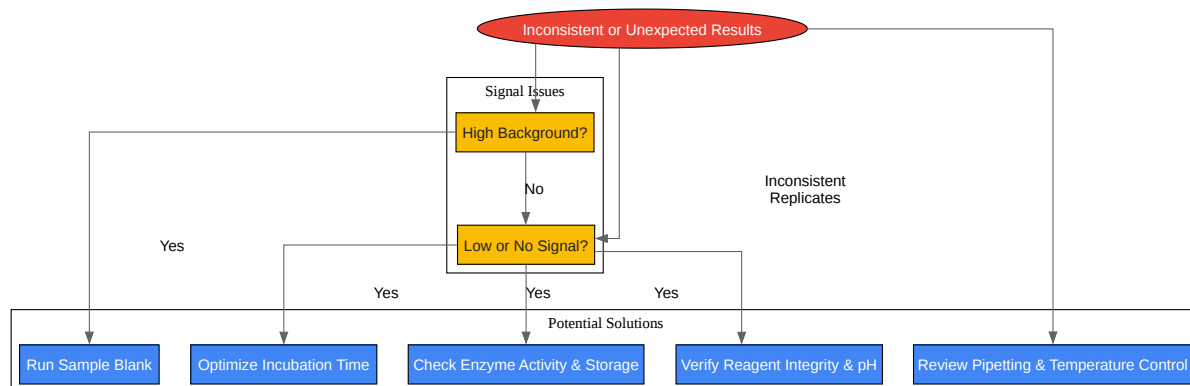 Inconsistent or Unexpected Results
Signal Issues
High Background?
No
Inconsistent
Replicates
Low or No Signal?
Yes
Yes
Yes
Yes
Potential Solutions
Run Sample Blank
Optimize Incubation Time
Check Enzyme Activity & Storage
Verify Reagent Integrity & pH
Review Pipetting & Temperature Control